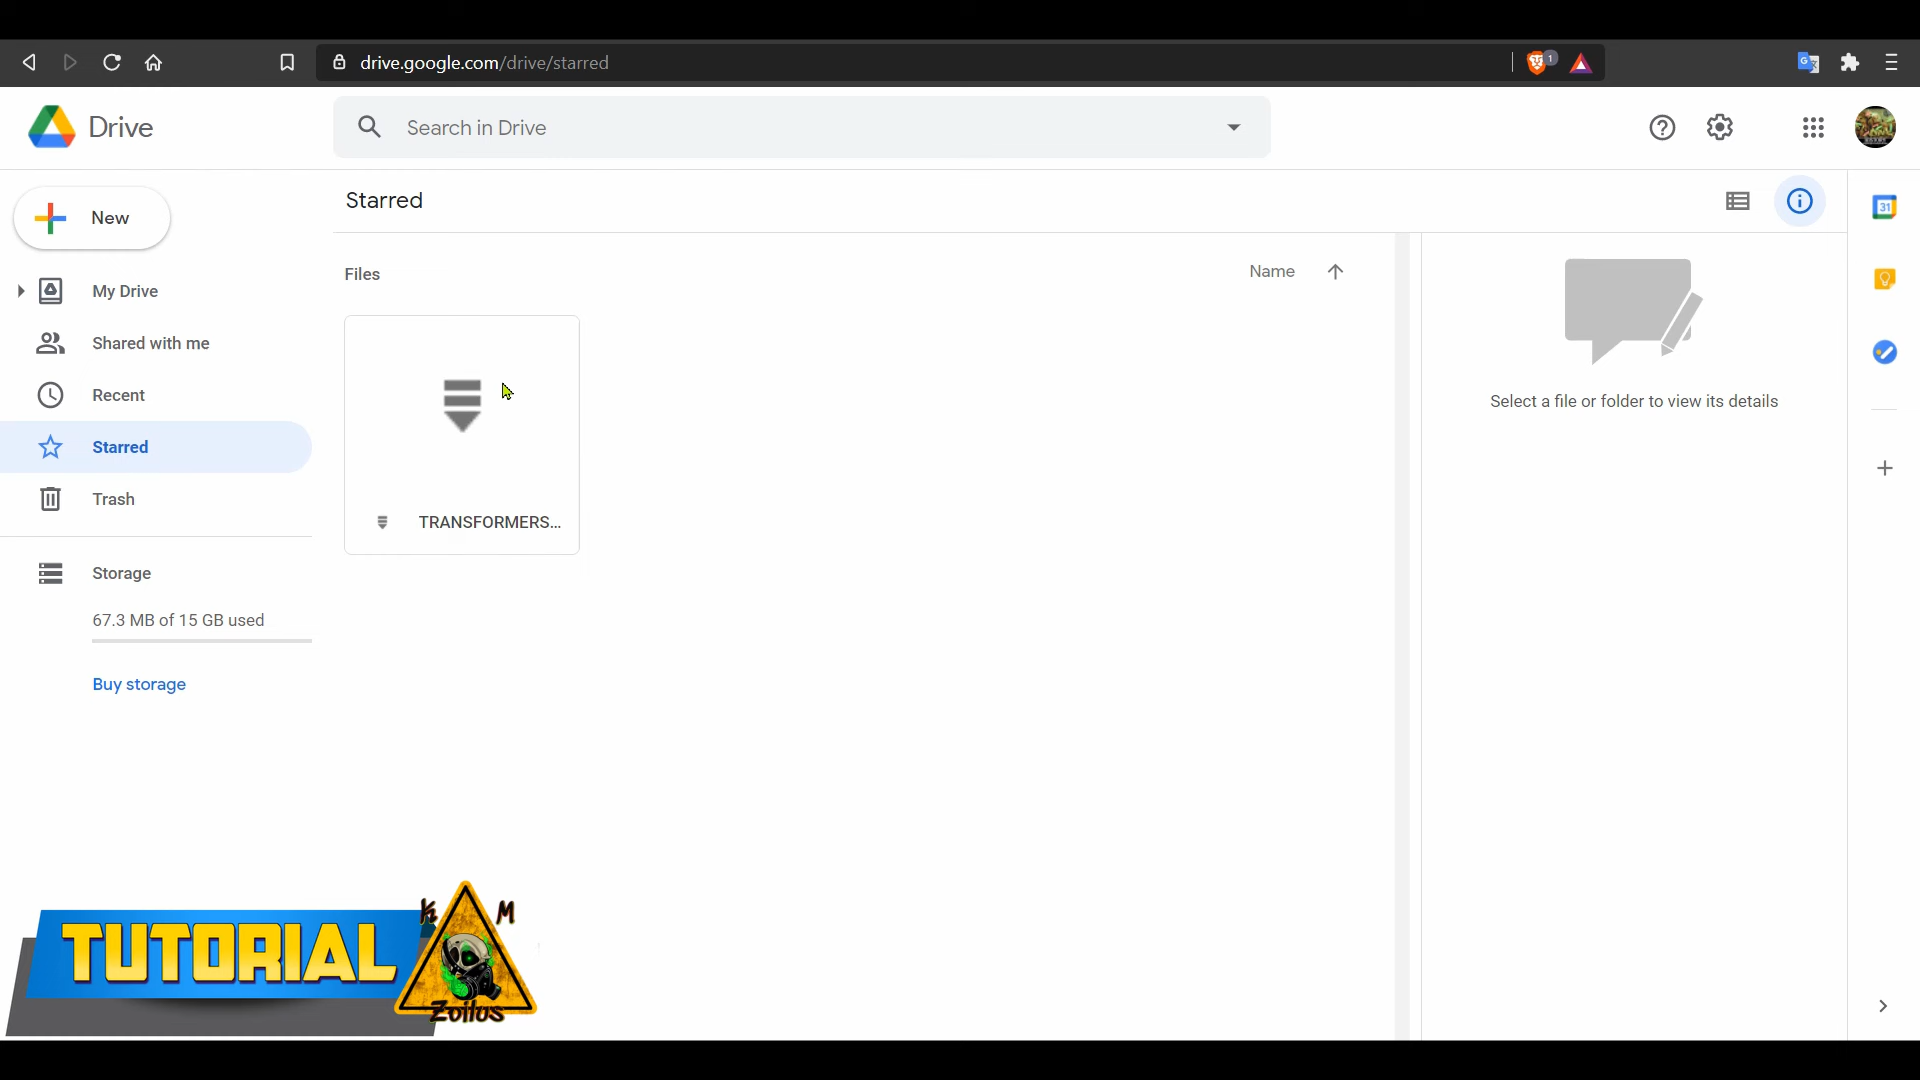 drive.google.com/drive/starred
1
Drive
Search in Drive
New
Starred
31
My Drive
Files
Name
Shared with me
Recent
Select a file or folder to view its details
Starred
Trash
TRANSFORMERS...
Storage
67.3 MB of 15 GB used
Buy storage
K M
TUTORIAL
Zoilus